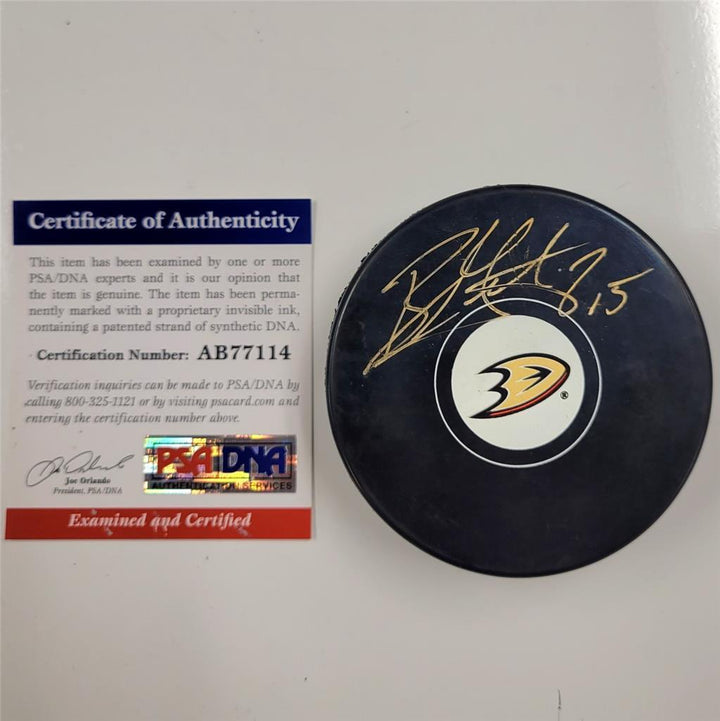 Certificate of Authenticity
This item has been examined by one or more
PSA/DNA experts and it is our opinion that
the item is genuine. The item has been perma-
nently marked with a proprietary invisible ink,
containing a patented strand of synthetic DNA.
Certification Number: AB77114
Verification inquiries can be made to PSA/DNA by
calling 800-325-1121 or by visiting psacard.com and
entering the certification number above.
Joe Orlando
President, PSA/DNA
PSA DNA
AUTHENTICATION SERVICES
Examined and Certified
15
®